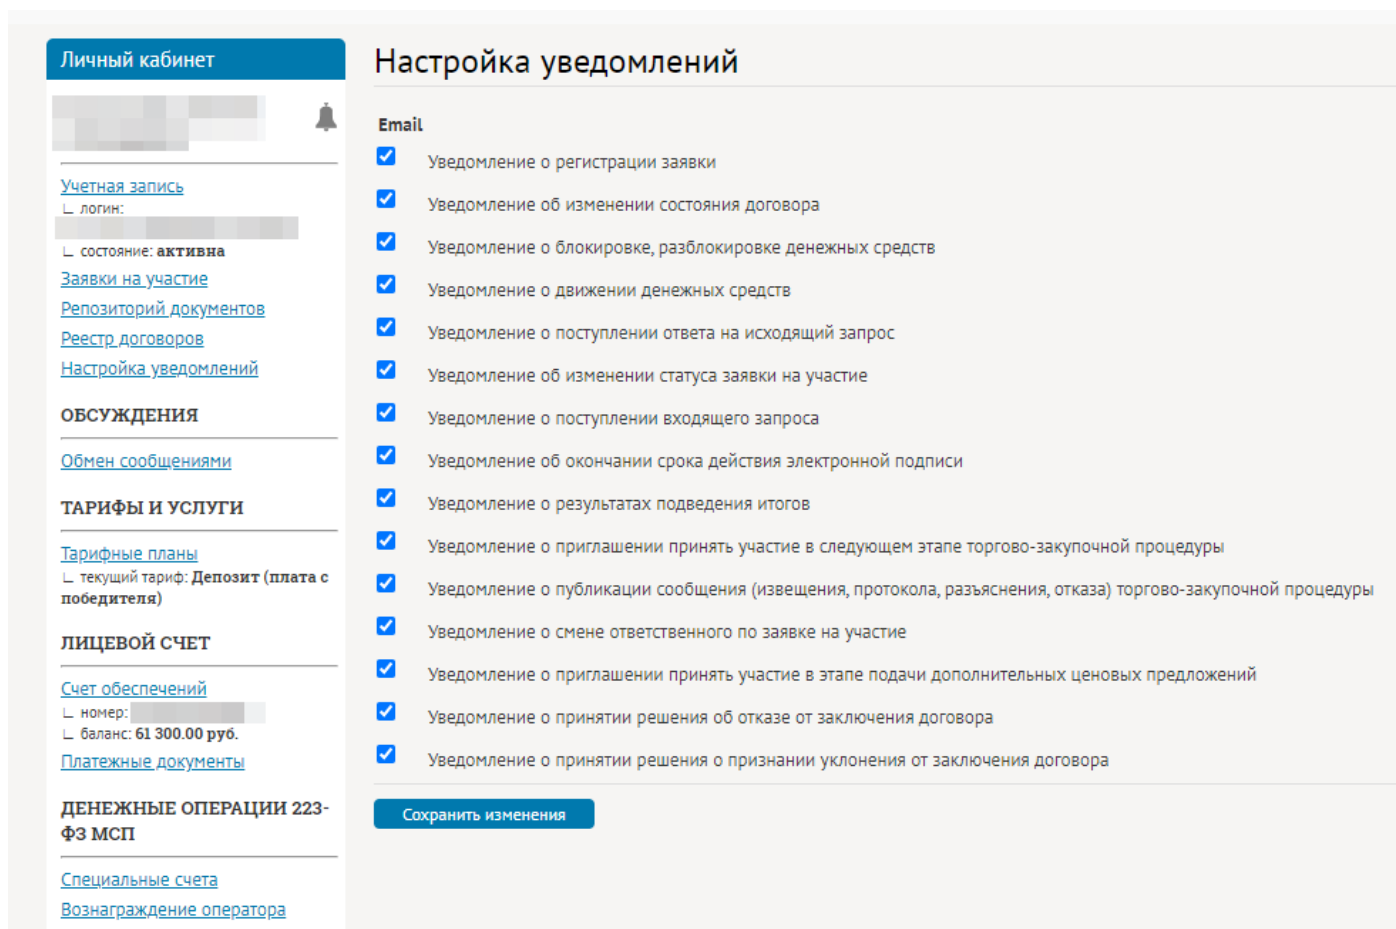 Личный кабинет
Учетная запись
∟ логин:
∟ состояние: активна
Заявки на участие
Репозиторий документов
Реестр договоров
Настройка уведомлений
ОБСУЖДЕНИЯ
Обмен сообщениями
ТАРИФЫ И УСЛУГИ
Тарифные планы
∟ текущий тариф: Депозит (плата с
победителя)
ЛИЦЕВОЙ СЧЕТ
Счет обеспечений
∟ номер:
∟ баланс: 61 300.00 руб.
Платежные документы
ДЕНЕЖНЫЕ ОПЕРАЦИИ 223-
ФЗ МСП
Специальные счета
Вознаграждение оператора
Настройка уведомлений
Email
Уведомление о регистрации заявки
Уведомление об изменении состояния договора
Уведомление о блокировке, разблокировке денежных средств
Уведомление о движении денежных средств
Уведомление о поступлении ответа на исходящий запрос
Уведомление об изменении статуса заявки на участие
Уведомление о поступлении входящего запроса
Уведомление об окончании срока действия электронной подписи
Уведомление о результатах подведения итогов
Уведомление о приглашении принять участие в следующем этапе торгово-закупочной процедуры
Уведомление о публикации сообщения (извещения, протокола, разъяснения, отказа) торгово-закупочной процедуры
Уведомление о смене ответственного по заявке на участие
Уведомление о приглашении принять участие в этапе подачи дополнительных ценовых предложений
Уведомление о принятии решения об отказе от заключения договора
Уведомление о принятии решения о признании уклонения от заключения договора
Сохранить изменения